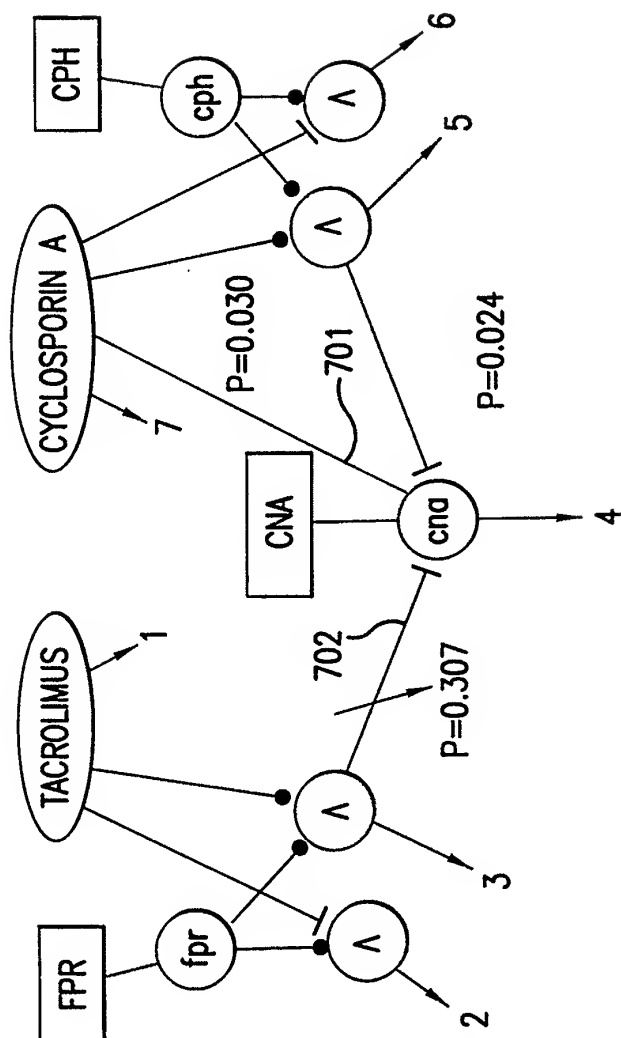 FPR
TACROLIMUS
CYCLOSPORIN A
CPH
fpr
1
7
cph
CNA
P=0.030
∧
∧
702
cna
701
∧
∧
2
3
P=0.307
4
P=0.024
5
6